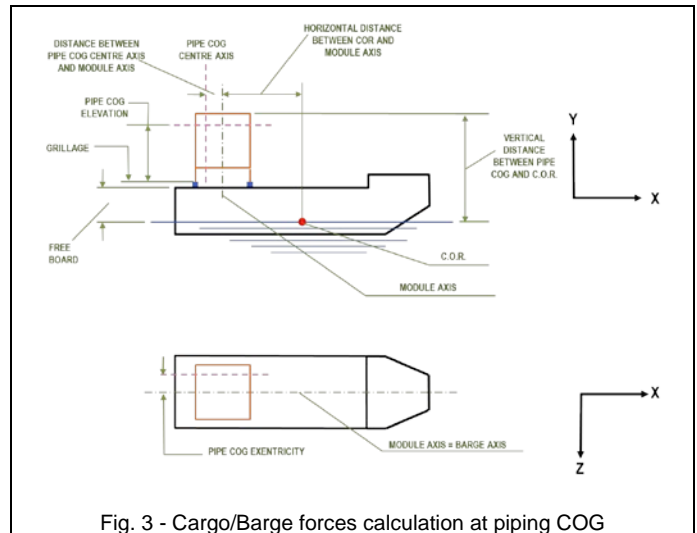 DISTANCE BETWEEN
PIPE COG CENTRE AXIS
AND MODULE AXIS
PIPE COG
CENTRE AXIS
HORIZONTAL DISTANCE
BETWEEN COR AND
MODULE AXIS
PIPE COG
ELEVATION
GRILLAGE
FREE
BOARD
VERTICAL
DISTANCE
BETWEEN PIPE
COG AND C.O.R.
Y
X
C.O.R.
MODULE AXIS
PIPE COG EXENTRICITY
MODULE AXIS = BARGE AXIS
X
Z
Fig. 3 - Cargo/Barge forces calculation at piping COG